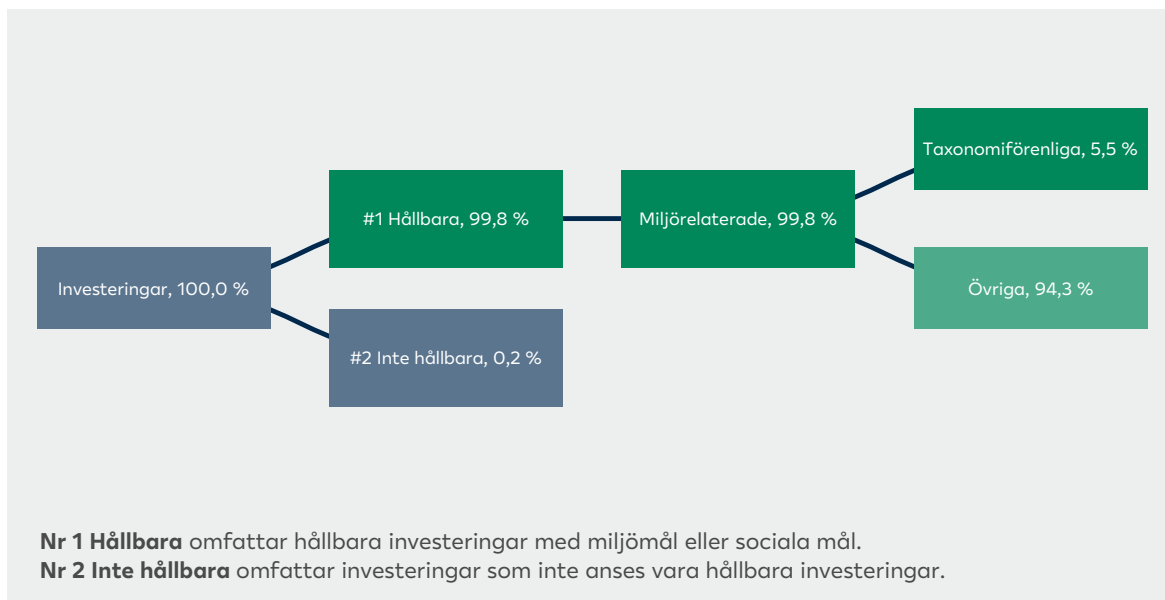 Taxonomiförenliga, 5,5 %
#1 Hållbara, 99,8 %
Miljörelaterade, 99,8 %
Investeringar, 100,0 %
Övriga, 94,3 %
#2 Inte hållbara, 0,2 %
Nr 1 Hållbara omfattar hållbara investeringar med miljömål eller sociala mål.
Nr 2 Inte hållbara omfattar investeringar som inte anses vara hållbara investeringar.